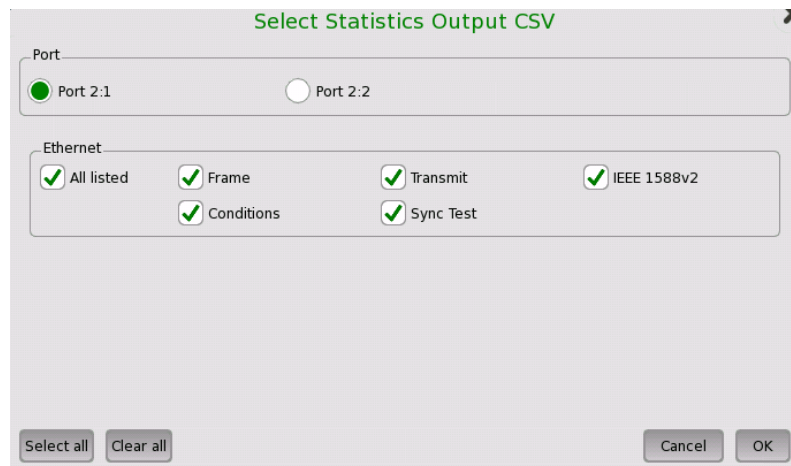 Select Statistics Output CSV
Port
Port 2:1 Port 2:2
Ethernet
All listed Frame Transmit IEEE 1588v2
Conditions Sync Test
Select all Clear all Cancel OK